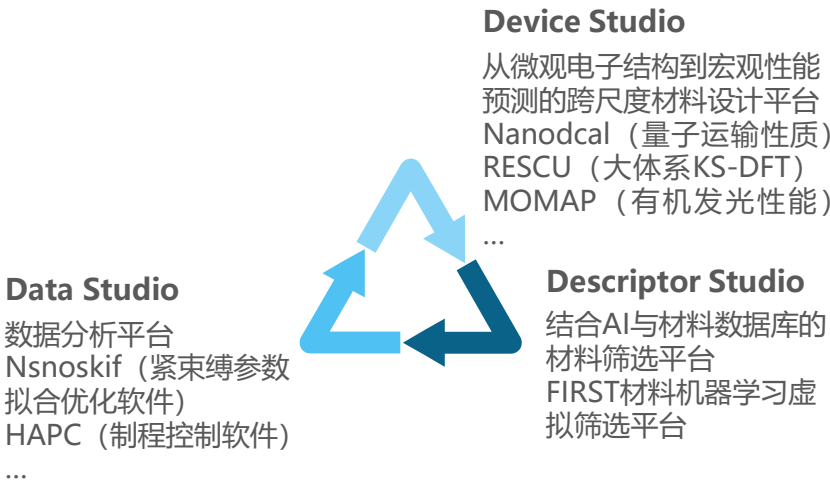 Device Studio
从微观电子结构到宏观性能
预测的跨尺度材料设计平台
Nanodcal（量子运输性质）
RESCU（大体系KS-DFT）
MOMAP（有机发光性能）
...
Data Studio
数据分析平台
Nsnoskif（紧束缚参数
拟合优化软件）
HAPC（制程控制软件）
...
Descriptor Studio
结合AI与材料数据库的
材料筛选平台
FIRST材料机器学习虚
拟筛选平台